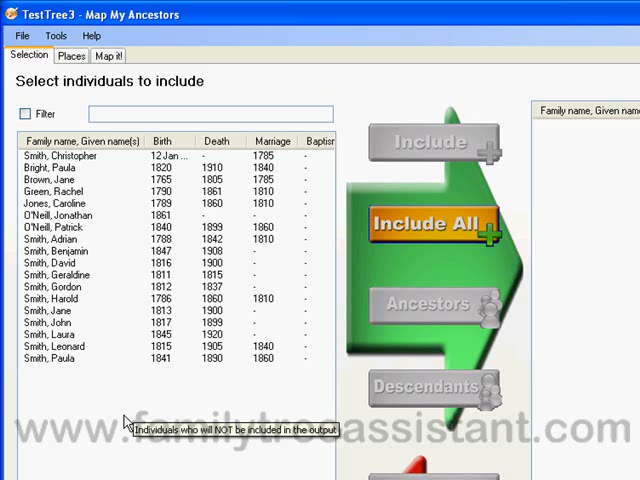 TestTree3 - Map My Ancestors
File Tools Help
Selection Places Map it!
Select individuals to include
Filter
Family name, Given name(s) Birth Death Marriage Baptisr
Family name, Given name
Smith, Christopher 12 Jan ... - 1785 -
Bright, Paula 1820 1910 1840 -
Brown, Jane 1765 1805 1785 -
Green, Rachel 1790 1861 1810 -
Jones, Caroline 1789 1860 1810 -
O'Neill, Jonathan 1861 - - -
O'Neill, Patrick 1840 1899 1860 -
Smith, Adrian 1788 1842 1810 -
Smith, Benjamin 1847 1908 - -
Smith, David 1816 1900 - -
Smith, Geraldine 1811 1815 - -
Smith, Gordon 1812 1837 - -
Smith, Harold 1786 1860 1810 -
Smith, Jane 1813 1900 - -
Smith, John 1817 1899 - -
Smith, Laura 1845 1920 - -
Smith, Leonard 1815 1905 1840 -
Smith, Paula 1841 1890 1860 -
Include
Include All
Ancestors
Descendants
www.familytreeassistant.com
Individuals who will NOT be included in the output